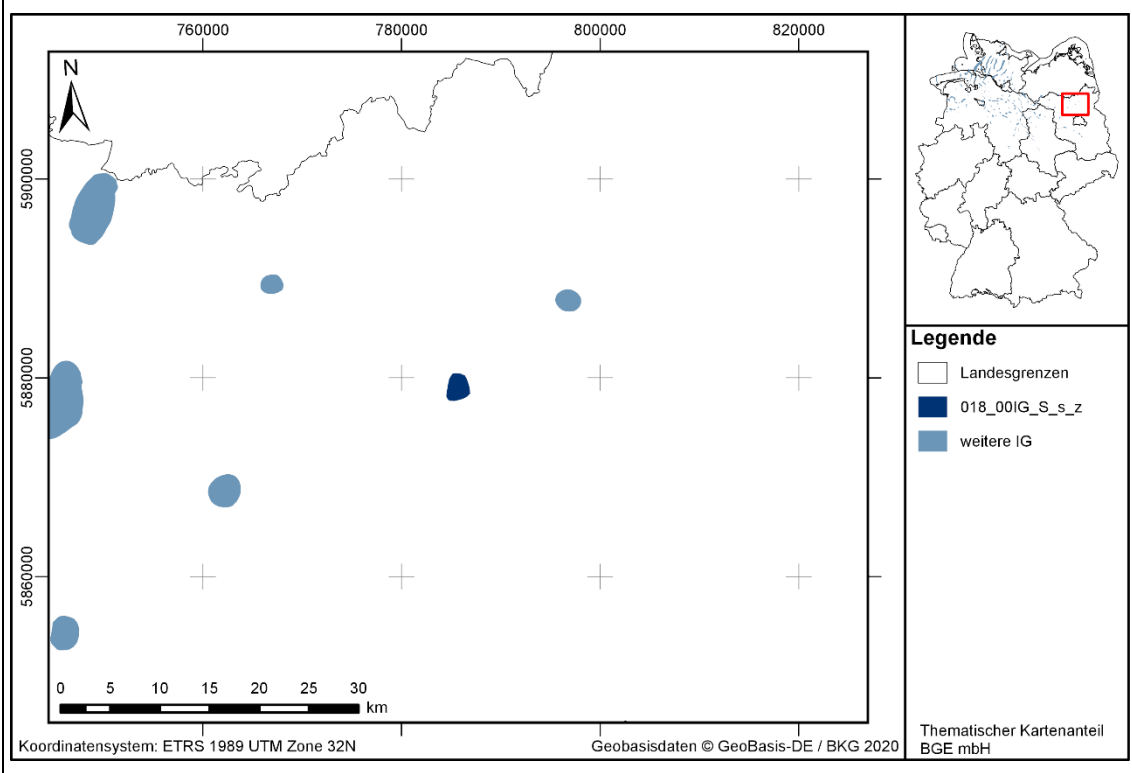 760000 780000 800000 820000
N
5900000
5880000
5860000
0 5 10 15 20 25 30
km
Koordinatensystem: ETRS 1989 UTM Zone 32N
Geobasisdaten © GeoBasis-DE / BKG 2020
Legende
Landesgrenzen
018_00IG_S_s_z
weitere IG
Thematischer Kartenanteil
BGE mbH